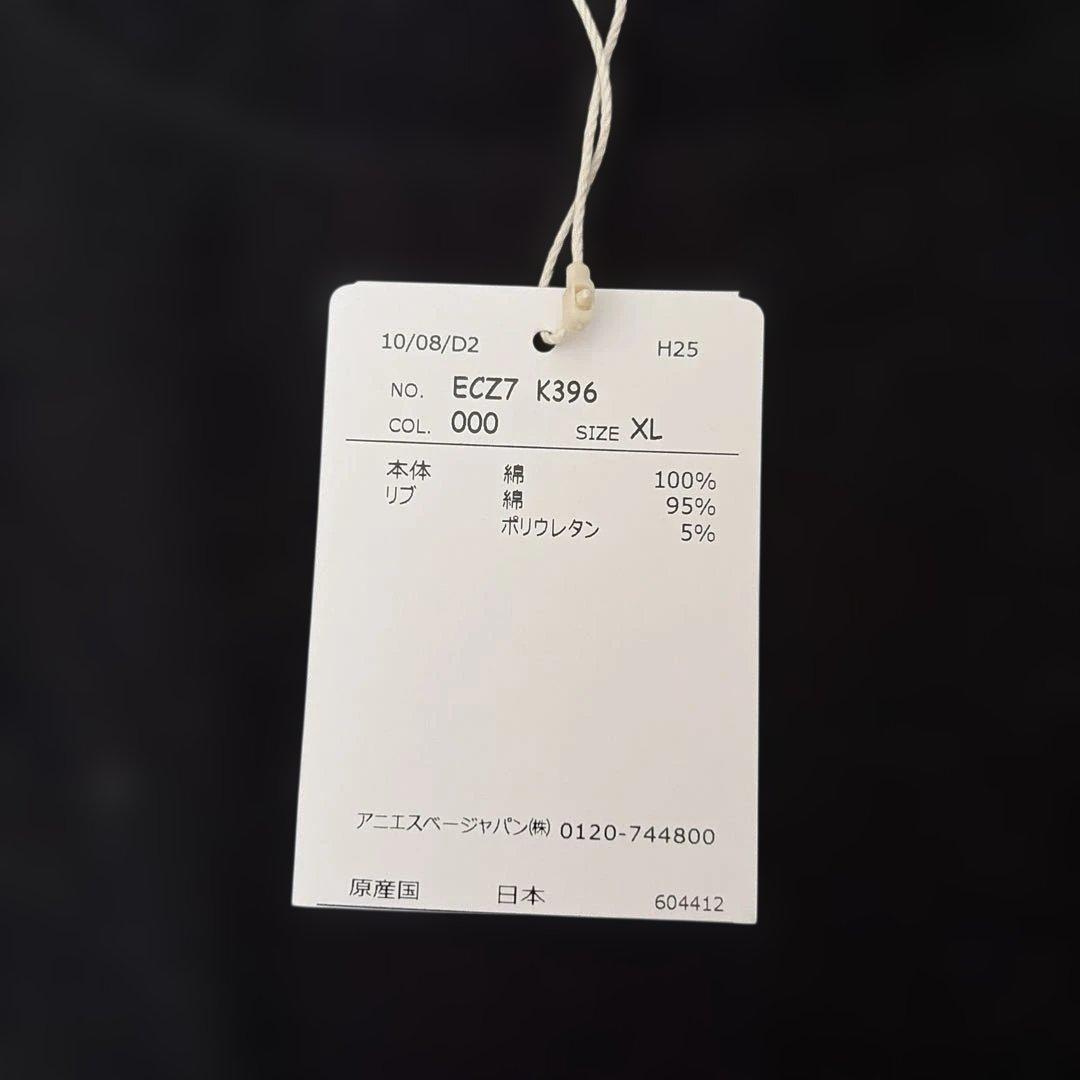 10/08/D2 H25
NO. ECZ7 K396
COL. 000 SIZE XL
本体 綿 100%
リブ 綿 95%
ポリウレタン 5%
アニエスベージャパン㈱ 0120-744800
原産国 日本 604412